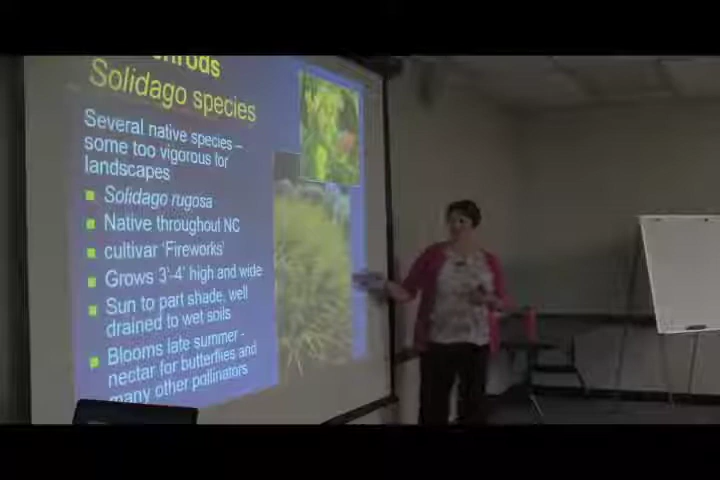 Solidago species
Several native species –
some too vigorous for
landscapes
Solidago rugosa
Native throughout NC
cultivar ‘Fireworks’
Grows 3'-4' high and wide
Sun to part shade, well
drained to wet soils
Blooms late summer -
nectar for butterflies and
many other pollinators